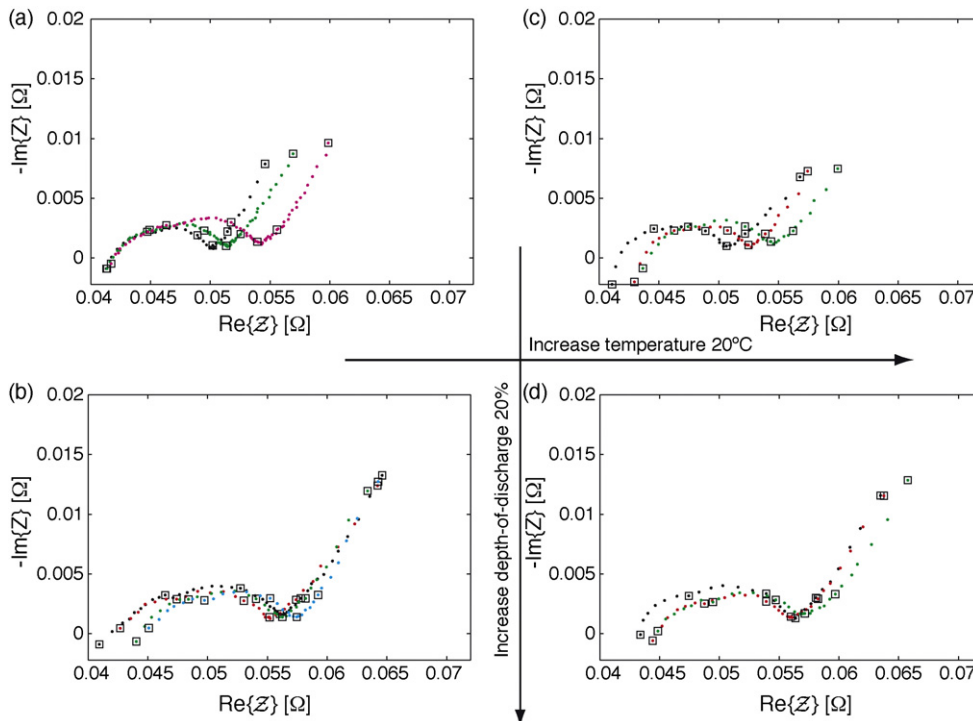 (a)
0.02
0.015
0.01
0.005
0
-Im{Z} [Ω]
0.04 0.045 0.05 0.055 0.06 0.065 0.07
Re{Z} [Ω]
(c)
0.02
0.015
0.01
0.005
0
-Im{Z} [Ω]
0.04 0.045 0.05 0.055 0.06 0.065 0.07
Re{Z} [Ω]
Increase temperature 20ºC
Increase depth-of-discharge 20%
(b)
0.02
0.015
0.01
0.005
0
-Im{Z} [Ω]
0.04 0.045 0.05 0.055 0.06 0.065 0.07
Re{Z} [Ω]
(d)
0.02
0.015
0.01
0.005
0
-Im{Z} [Ω]
0.04 0.045 0.05 0.055 0.06 0.065 0.07
Re{Z} [Ω]